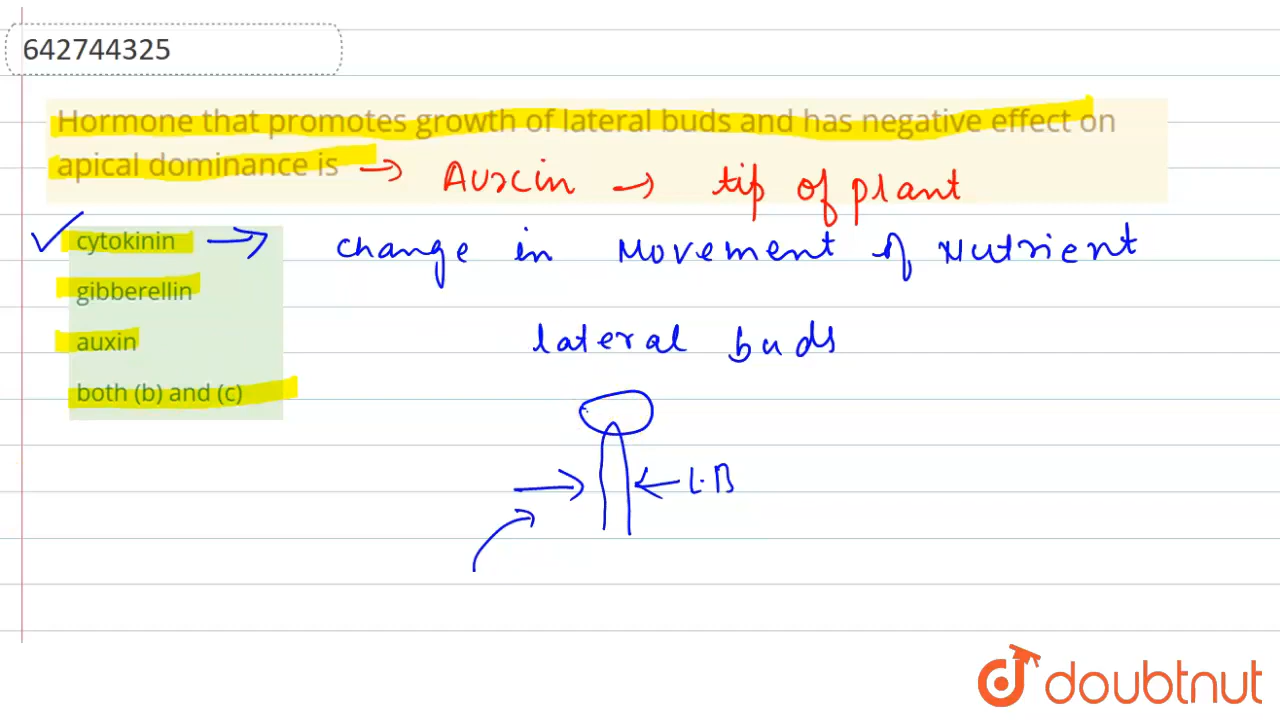 642744325
Hormone that promotes growth of lateral buds and has negative effect on
apical dominance is → Auxcin → tip of plant
cytokinin → change in Movement of Nutrient
gibberellin
lateral buds
auxin
both (b) and (c)
L.B
doubtnut